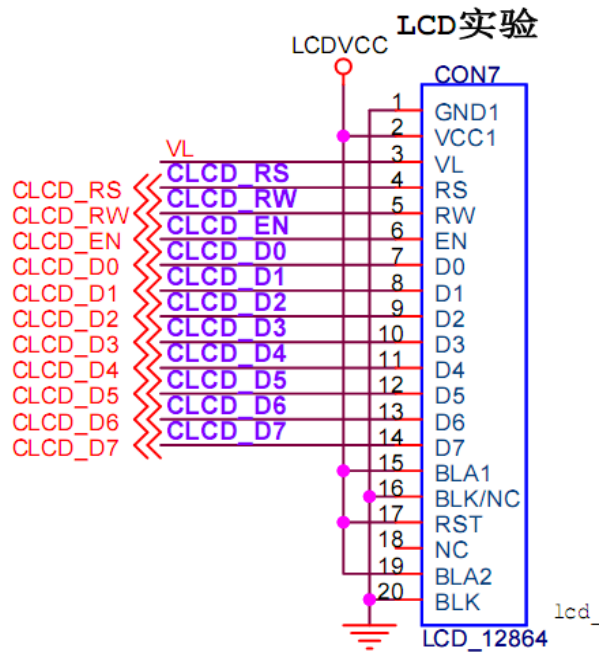 LCD实验
LCDVCC
CON7
1 GND1
2 VCC1
VL 3 VL
CLCD_RS CLCD_RS 4 RS
CLCD_RW CLCD_RW 5 RW
CLCD_EN CLCD_EN 6 EN
CLCD_D0 CLCD_D0 7 D0
CLCD_D1 CLCD_D1 8 D1
CLCD_D2 CLCD_D2 9 D2
CLCD_D3 CLCD_D3 10 D3
CLCD_D4 CLCD_D4 11 D4
CLCD_D5 CLCD_D5 12 D5
CLCD_D6 CLCD_D6 13 D6
CLCD_D7 CLCD_D7 14 D7
15 BLA1
16 BLK/NC
17 RST
18 NC
19 BLA2
20 BLK
lcd_
LCD_12864